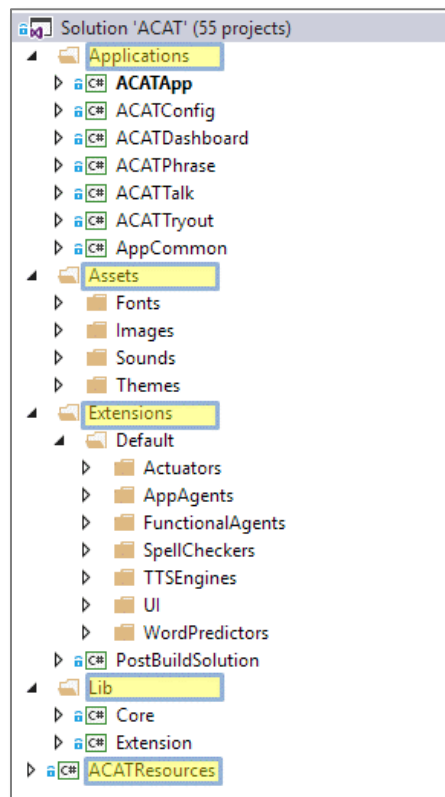 Solution 'ACAT' (55 projects)
Applications
C# ACATApp
C# ACATConfig
C# ACATDashboard
C# ACATPhrase
C# ACATTalk
C# ACATTryout
C# AppCommon
Assets
Fonts
Images
Sounds
Themes
Extensions
Default
Actuators
AppAgents
FunctionalAgents
SpellCheckers
TTSEngines
UI
WordPredictors
C# PostBuildSolution
Lib
C# Core
C# Extension
C# ACATResources